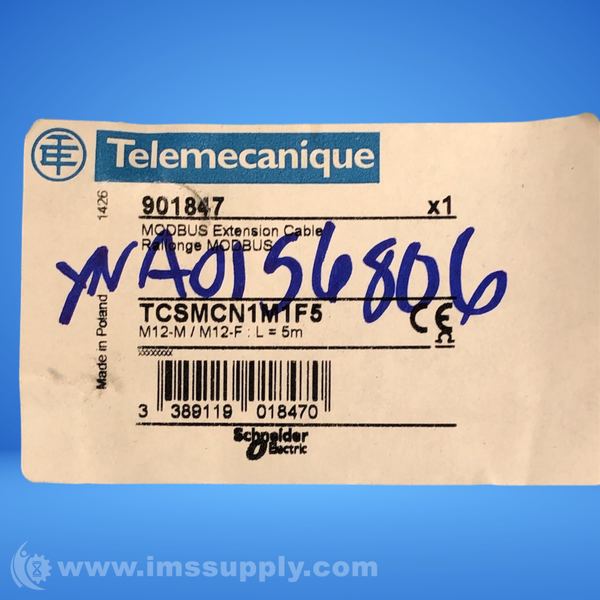 Telemecanique
1426
901847 x1
MODBUS Extension Cable
Rallonge MODBUS
YNA0156806
TCSMCN1M1F5 CE
M12-M / M12-F : L = 5m
Made in Poland
3 389119 018470
Schneider
Electric
www.imssupply.com